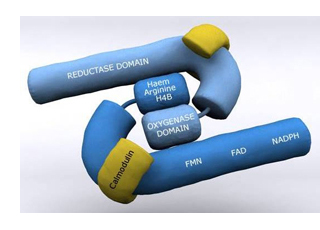 REDUCTASE DOMAIN
Haem
Arginine
H4B
OXYGENASE
DOMAIN
Calmodulin
FMN
FAD
NADPH